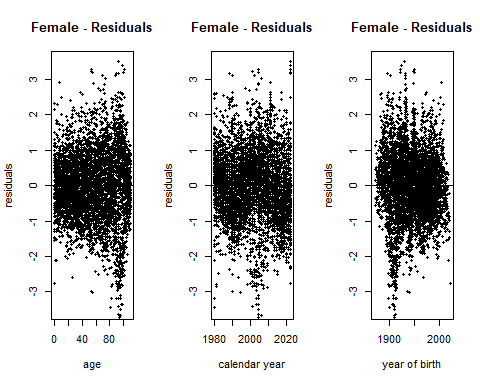 Female - Residuals
residuals
3
2
1
0
-1
-2
-3
0 40 80
age
Female - Residuals
residuals
3
2
1
0
-1
-2
-3
1980 2000 2020
calendar year
Female - Residuals
residuals
3
2
1
0
-1
-2
-3
1900 2000
year of birth